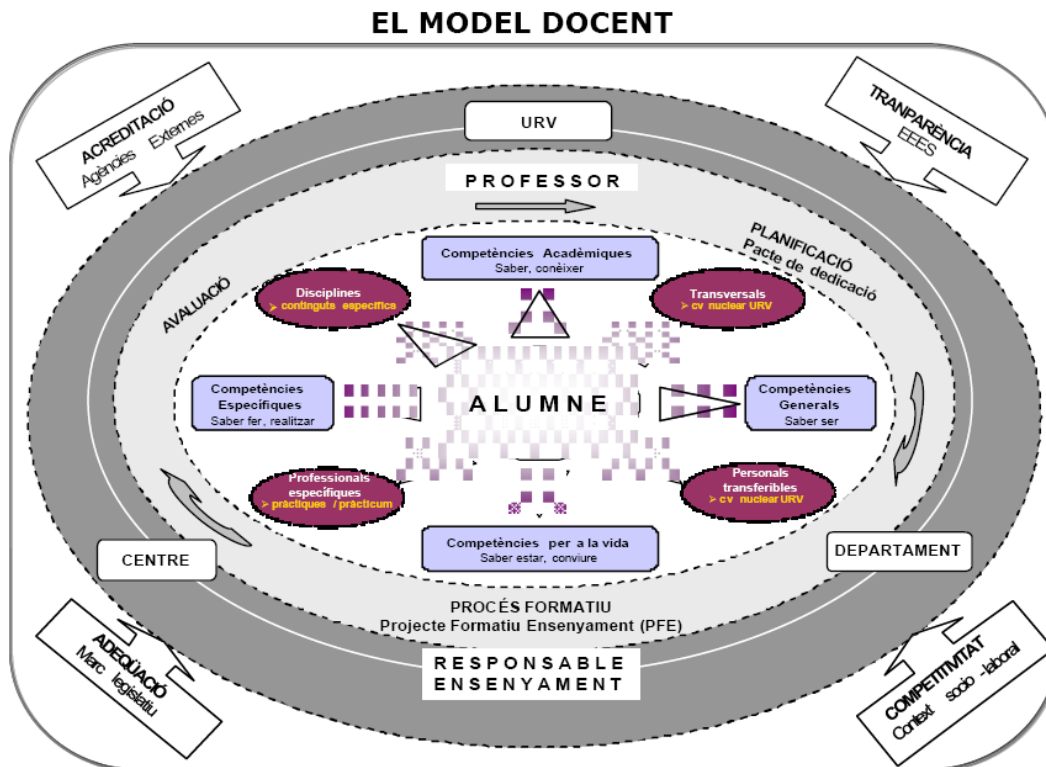 EL MODEL DOCENT
ACREDITACIÓ
Agències Externes
TRANPARÈNCIA
EEES
URV
PROFESSOR
PLANIFICACIÓ
Pacte de dedicació
AVALUACIÓ
Competències Acadèmiques
Saber, conèixer
Disciplines
➢ continguts específics
Transversals
➢ cv nuclear URV
Competències
Específiques
Saber fer, realitzar
ALUMNE
Competències
Generals
Saber ser
Professionals
específiques
➢ pràctiques / pràcticum
Personals
transferibles
➢ cv nuclear URV
Competències per a la vida
Saber estar, conviure
CENTRE
DEPARTAMENT
PROCÉS FORMATIU
Projecte Formatiu Ensenyament (PFE)
RESPONSABLE
ENSENYAMENT
ADEQÜACIÓ
Marc legislatiu
COMPETITIVITAT
Context socio -laboral